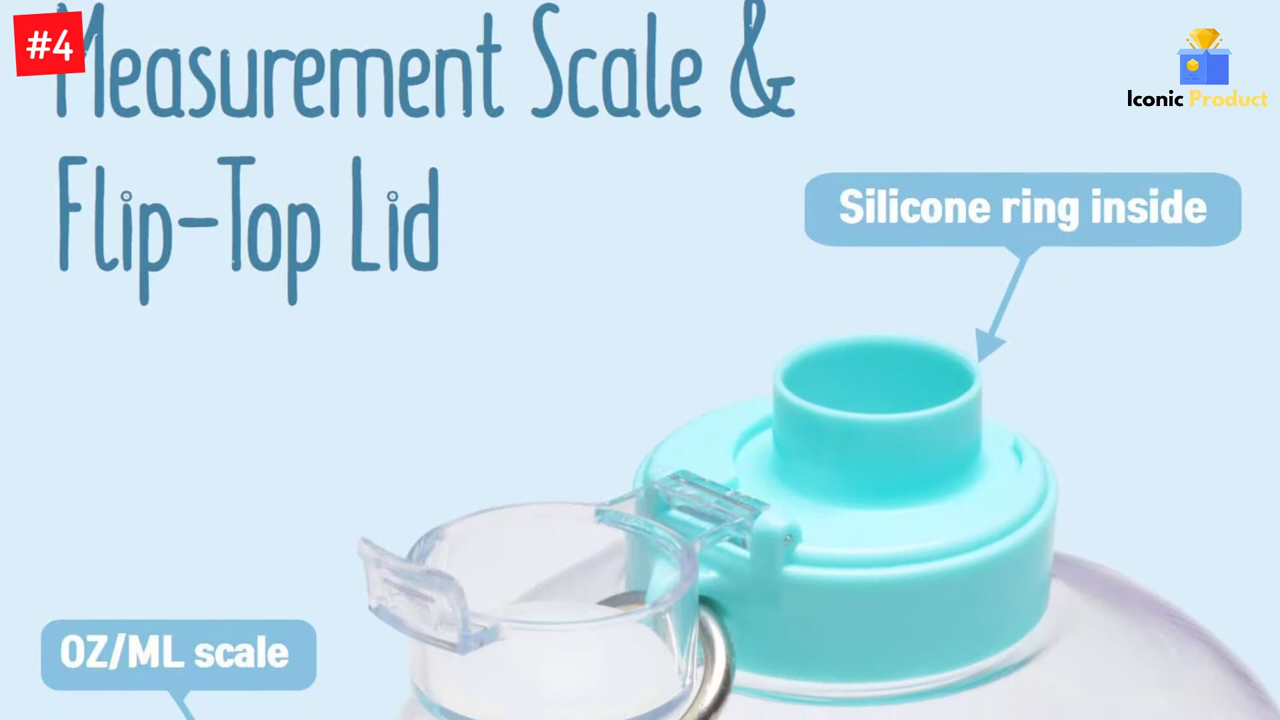 #4
Measurement Scale &
Flip-Top Lid
Iconic Product
Silicone ring inside
OZ/ML scale